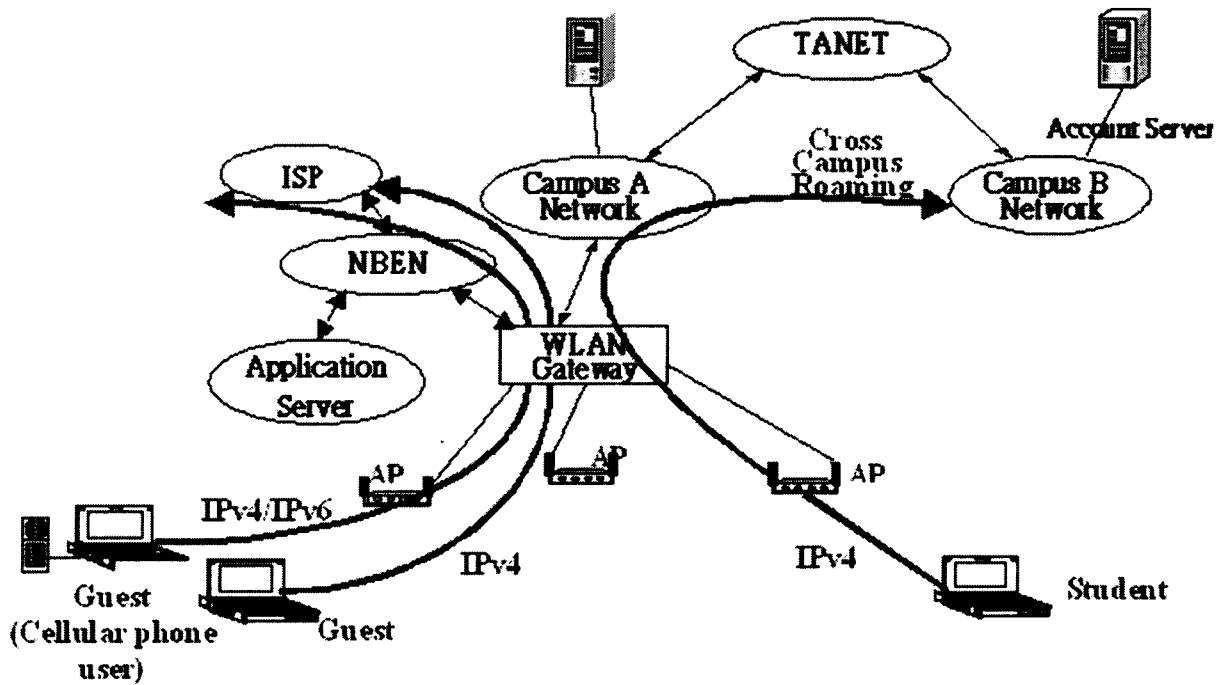 TANET
Account Server
Cross
Campus
Roaming
ISP
Campus A
Network
Campus B
Network
NBEN
WLAN
Gateway
Application
Server
AP
AP
AP
IPv4/IPv6
IPv4
IPv4
Guest
(Cellular phone
user)
Guest
Student